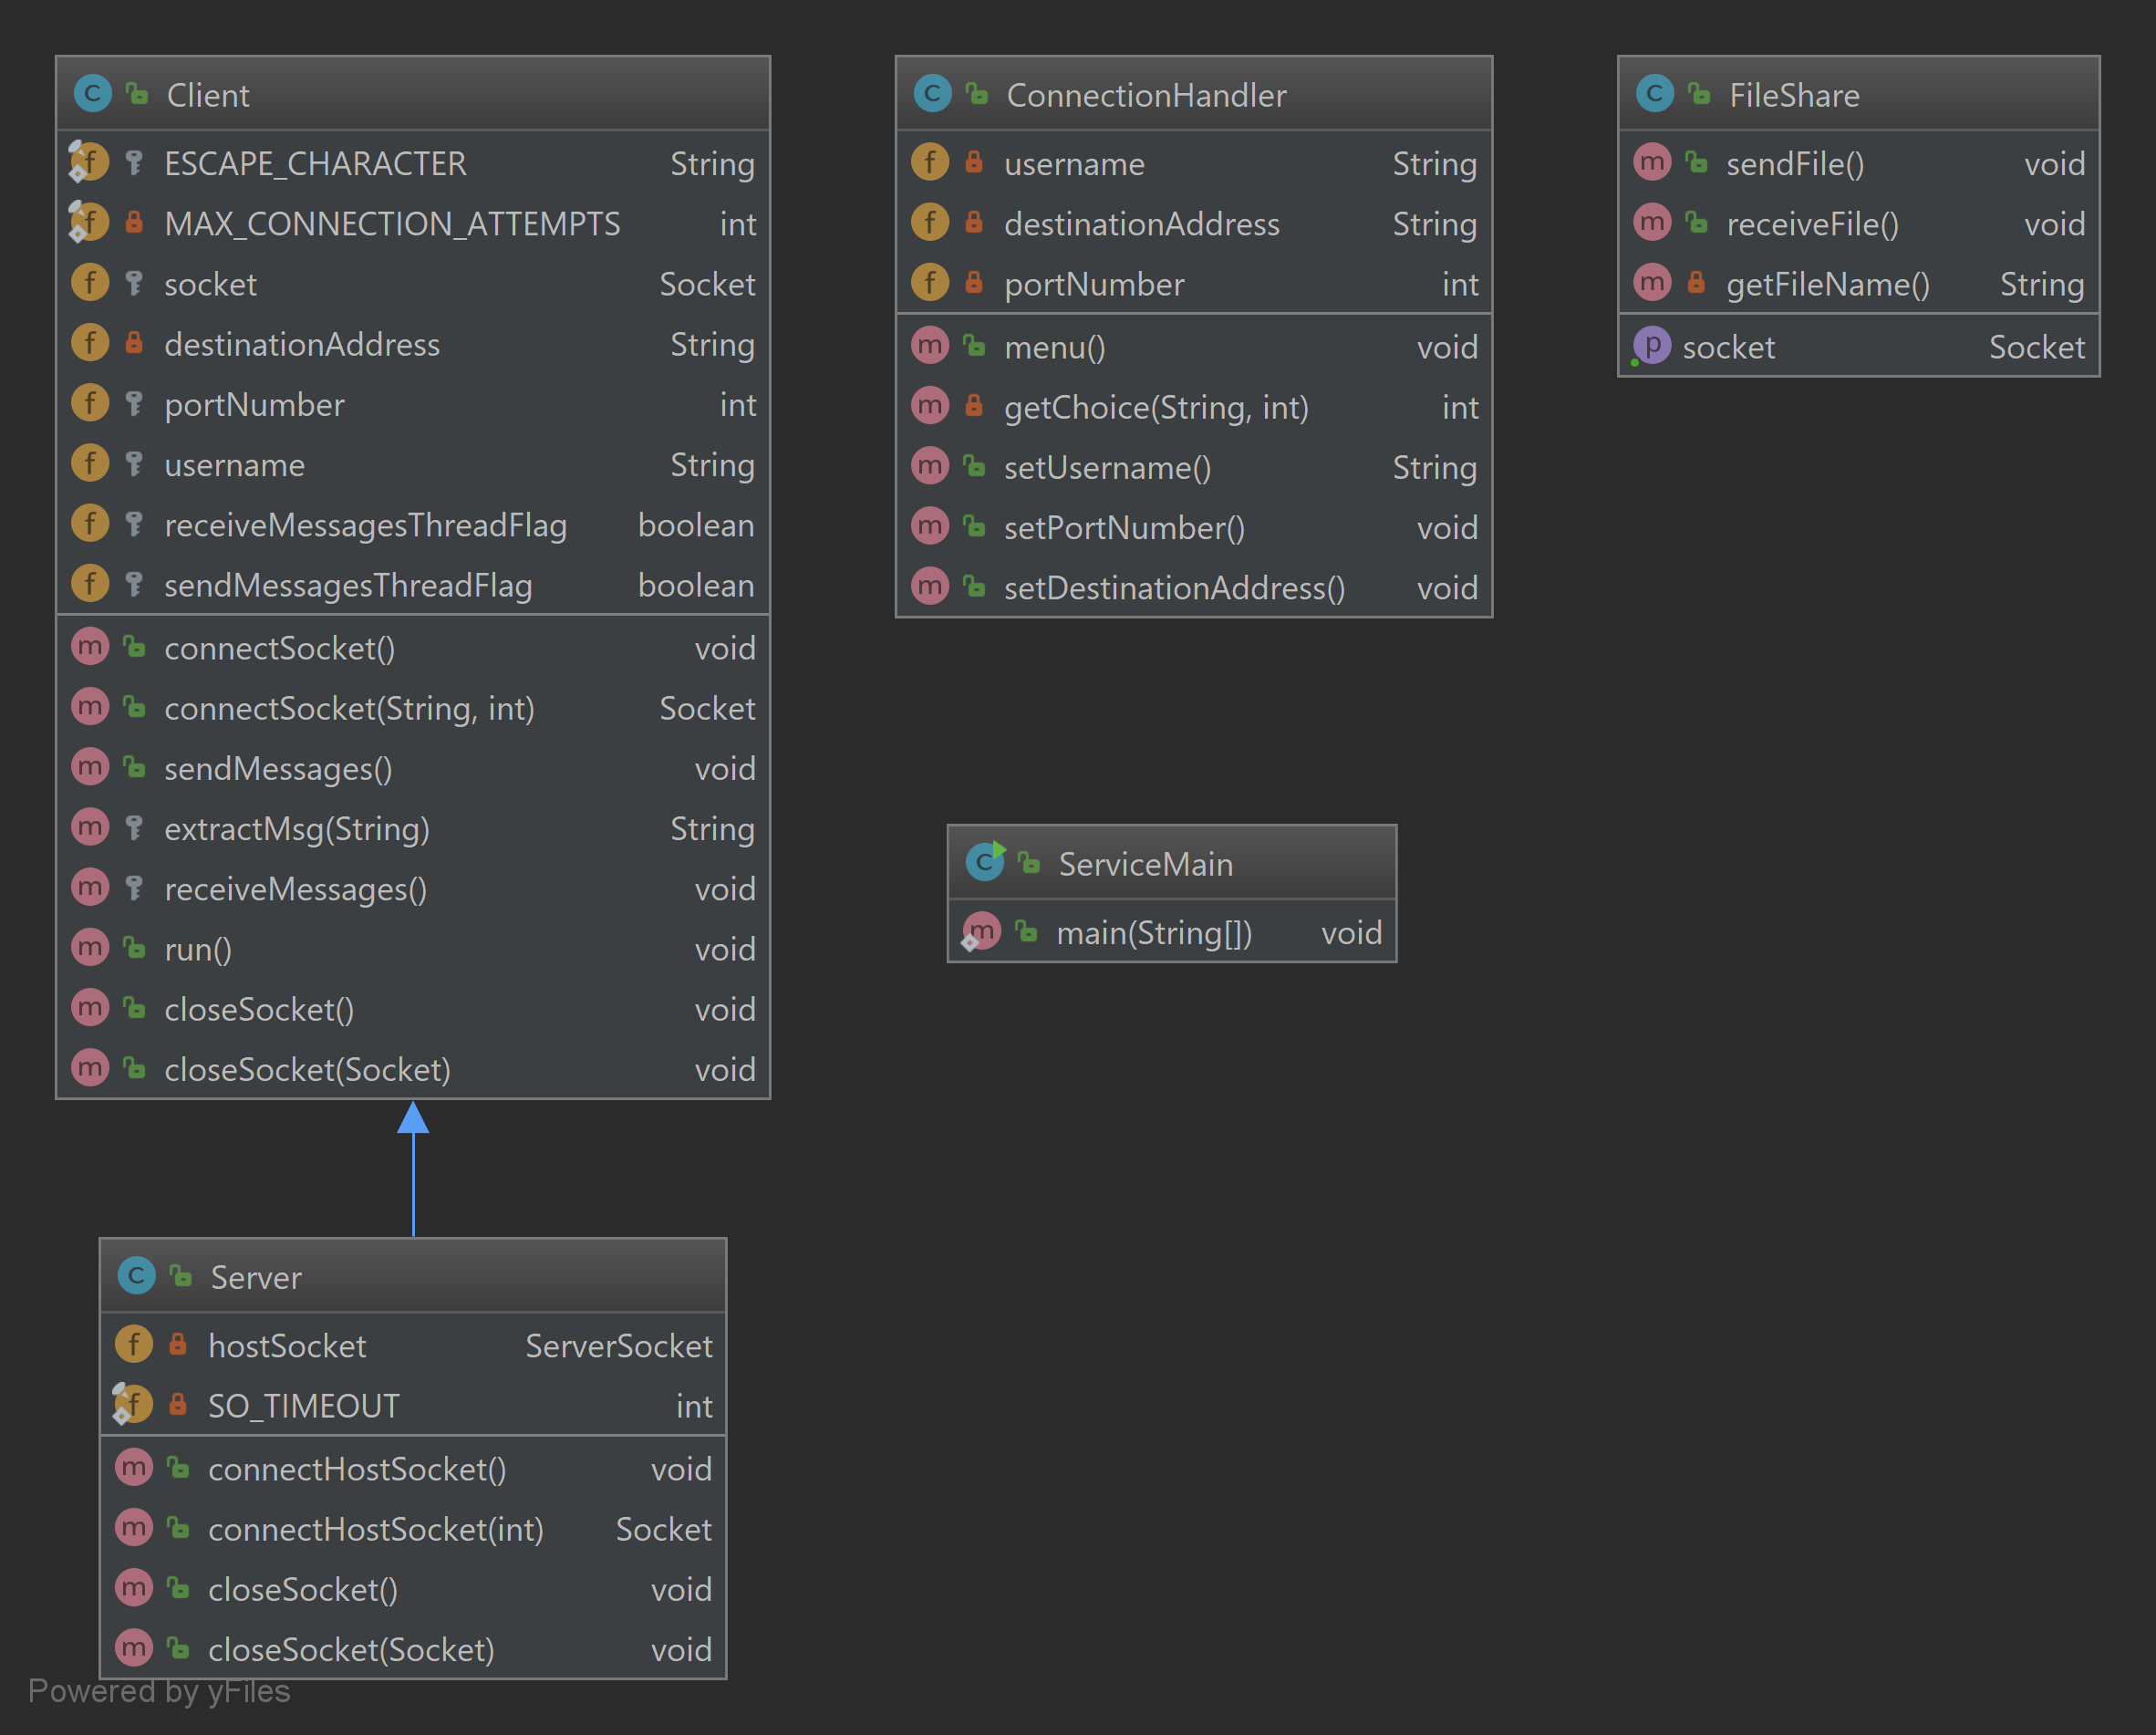 Client
ESCAPE_CHARACTER String
MAX_CONNECTION_ATTEMPTS int
socket Socket
destinationAddress String
portNumber int
username String
receiveMessagesThreadFlag boolean
sendMessagesThreadFlag boolean
connectSocket() void
connectSocket(String, int) Socket
sendMessages() void
extractMsg(String) String
receiveMessages() void
run() void
closeSocket() void
closeSocket(Socket) void
ConnectionHandler
username String
destinationAddress String
portNumber int
menu() void
getChoice(String, int) int
setUsername() String
setPortNumber() void
setDestinationAddress() void
FileShare
sendFile() void
receiveFile() void
getFileName() String
socket Socket
ServiceMain
main(String[]) void
Server
hostSocket ServerSocket
SO_TIMEOUT int
connectHostSocket() void
connectHostSocket(int) Socket
closeSocket() void
closeSocket(Socket) void
Powered by yFiles